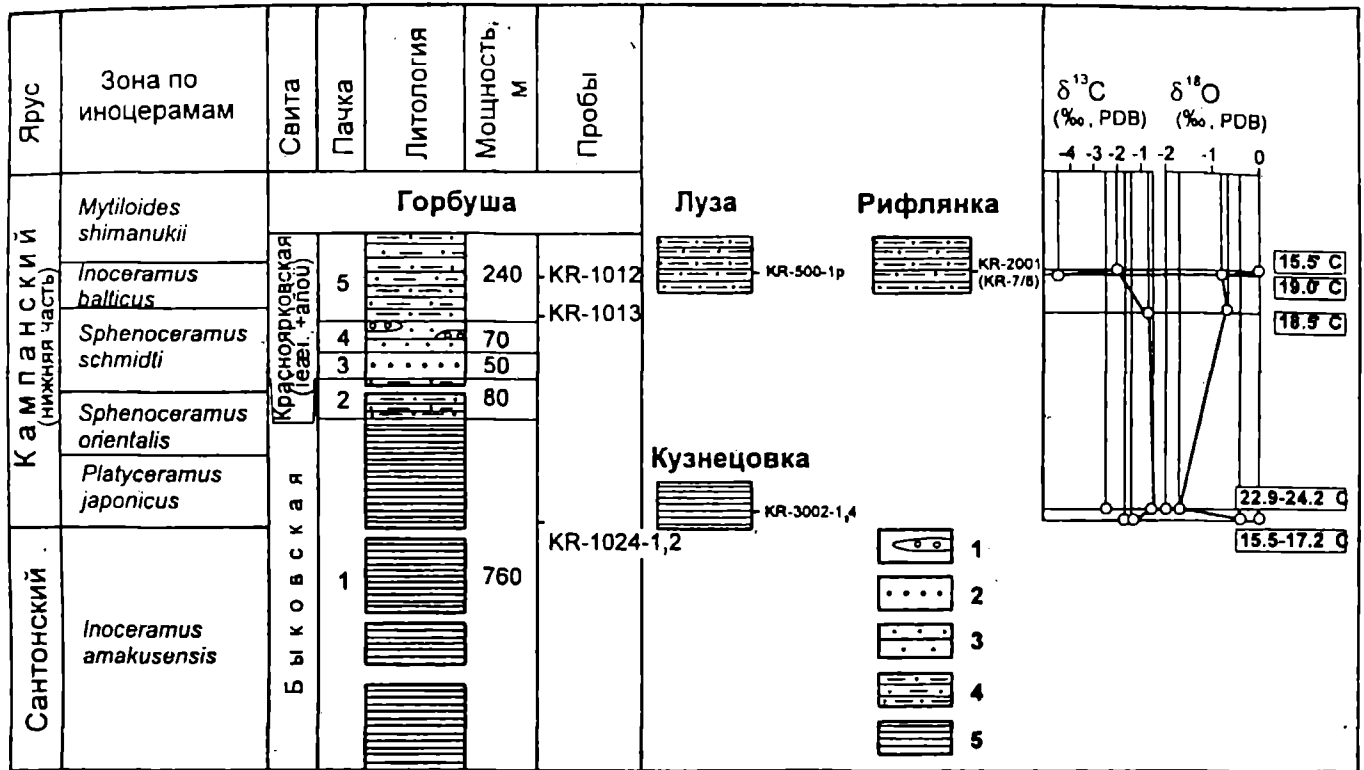 Ярус
Зона по
иноцерамам
Свита
Пачка
Литология
Мощность,
м
Пробы
δ¹³C
(‰, PDB)
δ¹⁸O
(‰, PDB)
-4 -3 -2 -1 -2 -1 0
Кампанский
(нижняя часть)
Сантонский
Mytiloides
shimanukii
Inoceramus
balticus
Sphenoceramus
schmidti
Sphenoceramus
orientalis
Platyceramus
japonicus
Inoceramus
amakusensis
Красноярковская
Быковская
Горбуша
5
240
4
70
3
50
2
80
1
760
KR-1012
KR-1013
KR-1024-1,2
Луза
KR-500-1p
Рифлянка
KR-2001
(KR-7/8)
Кузнецовка
KR-3002-1,4
15.5° C
19.0° C
18.5° C
22.9-24.2 C
15.5-17.2 C
1
2
3
4
5